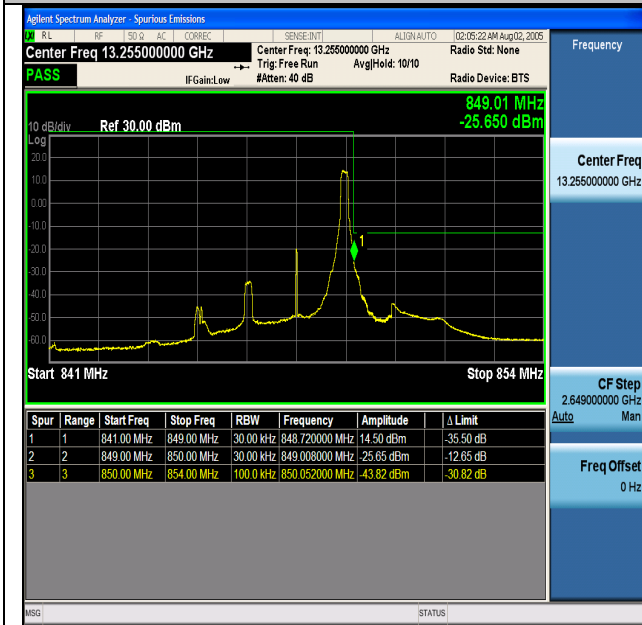 Agilent Spectrum Analyzer - Spurious Emissions
RL RF 50 Ω AC CORREC SENSE:INT ALIGN AUTO 02:05:22 AM Aug 02, 2005
Center Freq 13.255000000 GHz
Center Freq: 13.255000000 GHz
Radio Std: None
Trig: Free Run Avg|Hold: 10/10
PASS
IFGain:Low
#Atten: 40 dB
Radio Device: BTS
849.01 MHz
-25.650 dBm
10 dB/div Ref 30.00 dBm
Log
20.0
10.0
0.00
-10.0
-20.0
-30.0
-40.0
-50.0
-60.0
1
Start 841 MHz Stop 854 MHz
Spur Range Start Freq Stop Freq RBW Frequency Amplitude Δ Limit
1 1 841.00 MHz 849.00 MHz 30.00 kHz 848.720000 MHz 14.50 dBm -35.50 dB
2 2 849.00 MHz 850.00 MHz 30.00 kHz 849.008000 MHz -25.65 dBm -12.65 dB
3 3 850.00 MHz 854.00 MHz 100.0 kHz 850.052000 MHz -43.82 dBm -30.82 dB
MSG STATUS
Frequency
Center Freq
13.255000000 GHz
CF Step
2.649000000 GHz
Auto Man
Freq Offset
0 Hz